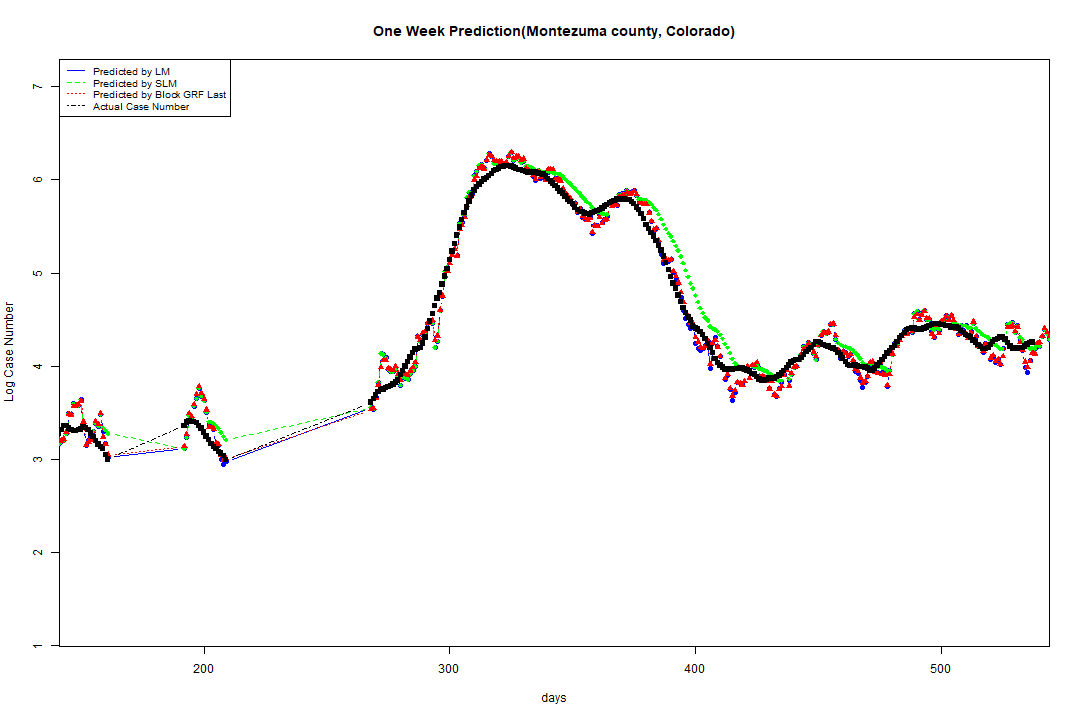 One Week Prediction(Montezuma county, Colorado)
Predicted by LM
Predicted by SLM
Predicted by Block GRF Last
Actual Case Number
7
6
5
4
3
2
1
Log Case Number
200
300
400
500
days